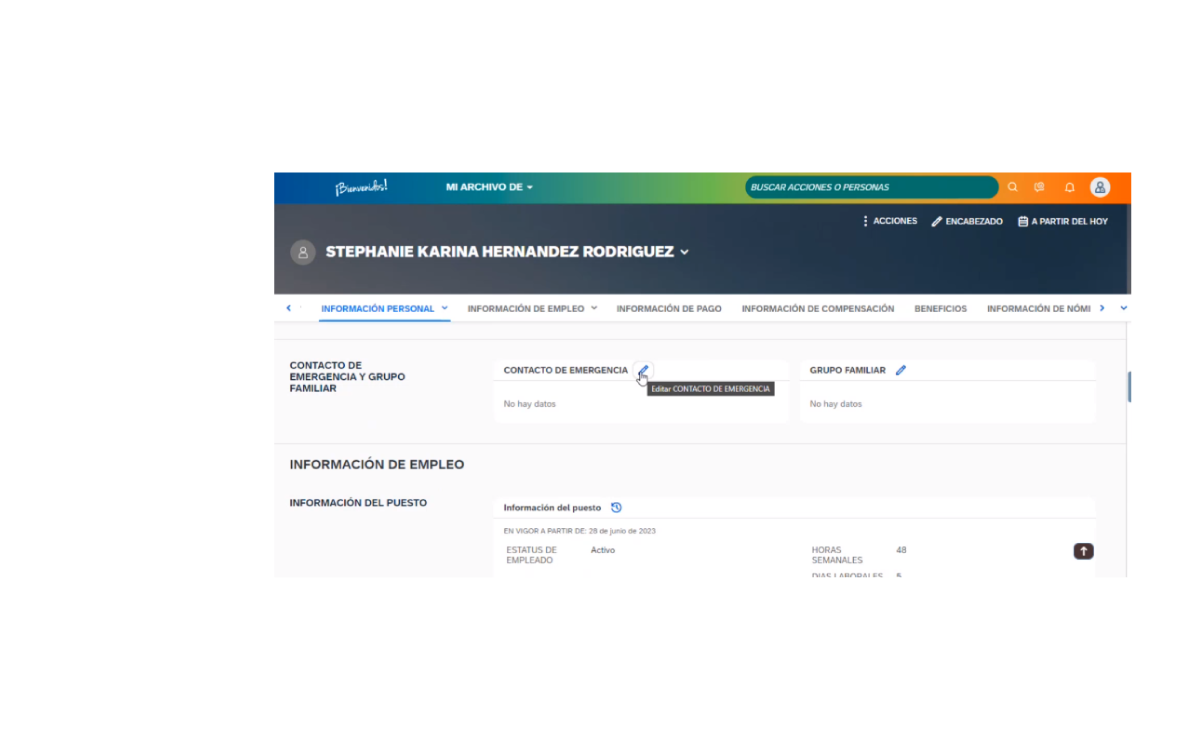 ¡Bienvenidos!
MI ARCHIVO DE
BUSCAR ACCIONES O PERSONAS
ACCIONES
ENCABEZADO
A PARTIR DEL HOY
STEPHANIE KARINA HERNANDEZ RODRIGUEZ
INFORMACIÓN PERSONAL
INFORMACIÓN DE EMPLEO
INFORMACIÓN DE PAGO
INFORMACIÓN DE COMPENSACIÓN
BENEFICIOS
INFORMACIÓN DE NÓMI
CONTACTO DE
EMERGENCIA Y GRUPO
FAMILIAR
CONTACTO DE EMERGENCIA
Editar CONTACTO DE EMERGENCIA
No hay datos
GRUPO FAMILIAR
No hay datos
INFORMACIÓN DE EMPLEO
INFORMACIÓN DEL PUESTO
Información del puesto
EN VIGOR A PARTIR DE: 28 de junio de 2023
ESTATUS DE
EMPLEADO
Activo
HORAS
SEMANALES
48
DIAS LABORALES 5